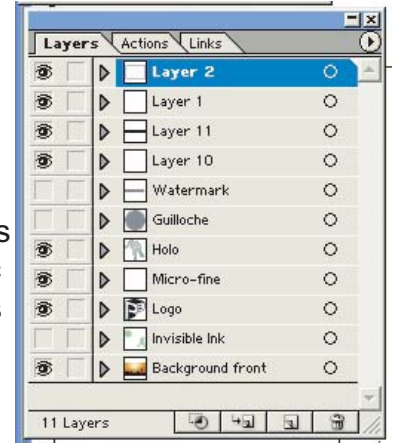 Layers Actions Links
Layer 2
Layer 1
Layer 11
Layer 10
Watermark
Guilloche
Holo
Micro-fine
Logo
Invisible Ink
Background front
11 Layers